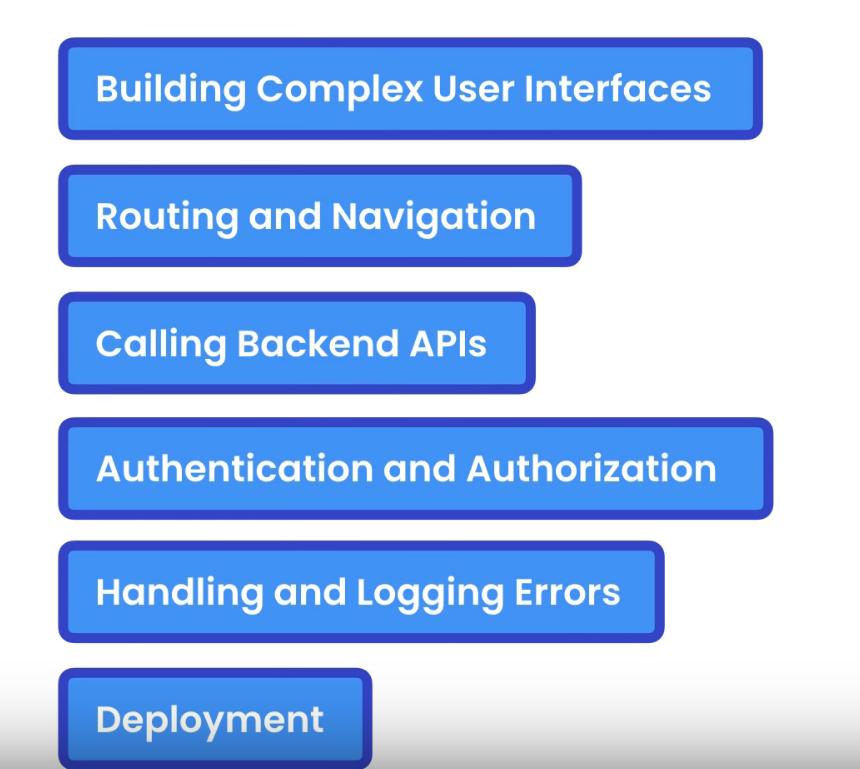 Building Complex User Interfaces
Routing and Navigation
Calling Backend APIs
Authentication and Authorization
Handling and Logging Errors
Deployment